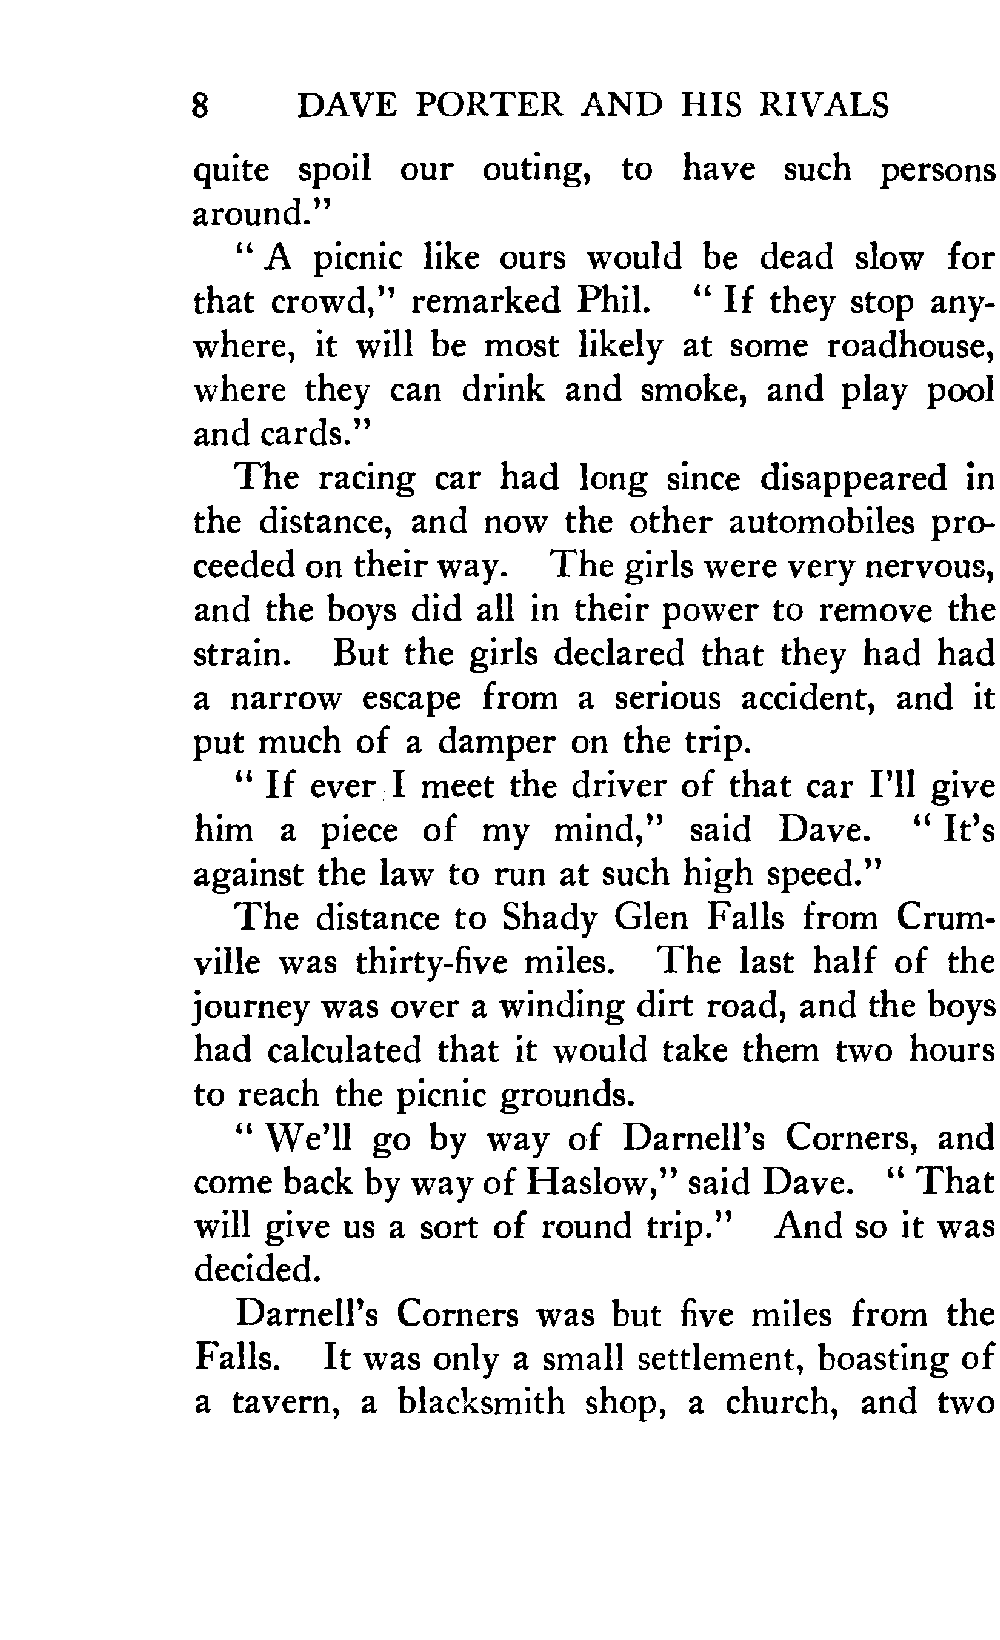 8 DAVE PORTER AND HIS RIVALS
quite spoil our outing, to have such persons
around."
" A picnic like ours would be dead slow for
that crowd," remarked Phil. " If they stop any-
where, it will be most likely at some roadhouse,
where they can drink and smoke, and play pool
and cards."
The racing car had long since disappeared in
the distance, and now the other automobiles pro-
ceeded on their way. The girls were very nervous,
and the boys did all in their power to remove the
strain. But the girls declared that they had had
a narrow escape from a serious accident, and it
put much of a damper on the trip.
" If ever I meet the driver of that car I'll give
him a piece of my mind," said Dave. " It's
against the law to run at such high speed."
The distance to Shady Glen Falls from Crum-
ville was thirty-five miles. The last half of the
journey was over a winding dirt road, and the boys
had calculated that it would take them two hours
to reach the picnic grounds.
" We'll go by way of Darnell's Corners, and
come back by way of Haslow," said Dave. " That
will give us a sort of round trip." And so it was
decided.
Darnell's Corners was but five miles from the
Falls. It was only a small settlement, boasting of
a tavern, a blacksmith shop, a church, and two